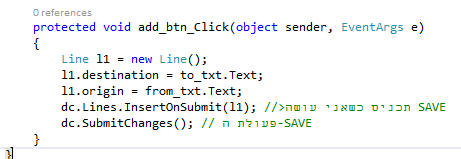 0 references
protected void add_btn_Click(object sender, EventArgs e)
{
Line l1 = new Line();
l1.destination = to_txt.Text;
l1.origin = from_txt.Text;
dc.Lines.InsertOnSubmit(l1); //>תכניס כשאני עושה SAVE
dc.SubmitChanges(); // פעולת ה-SAVE
}
}